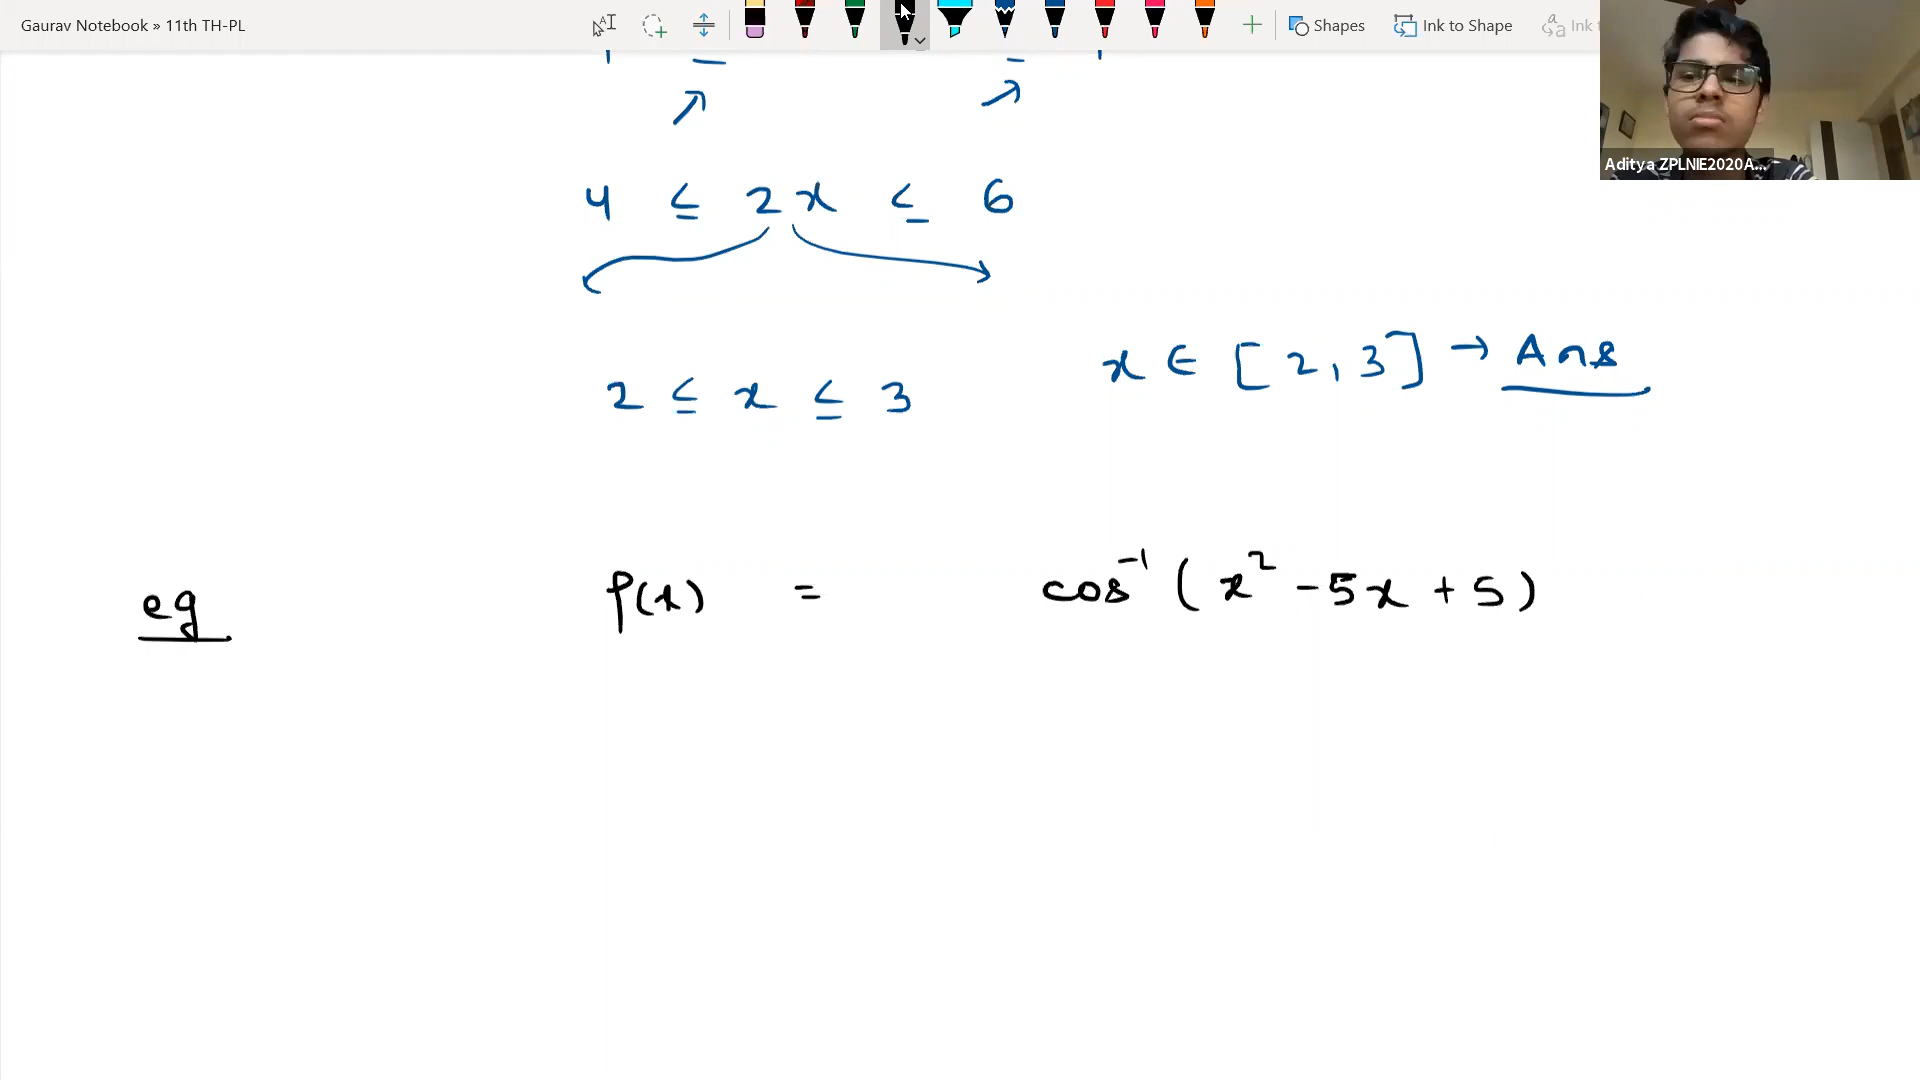 Gaurav Notebook » 11th TH-PL
Shapes
Ink to Shape
Ink t
Aditya ZPLNIE2020A...
4 ≤ 2x ≤ 6
x ∈ [2,3] → Ans
2 ≤ x ≤ 3
eg f(x) = cos⁻¹ (x² - 5x + 5)